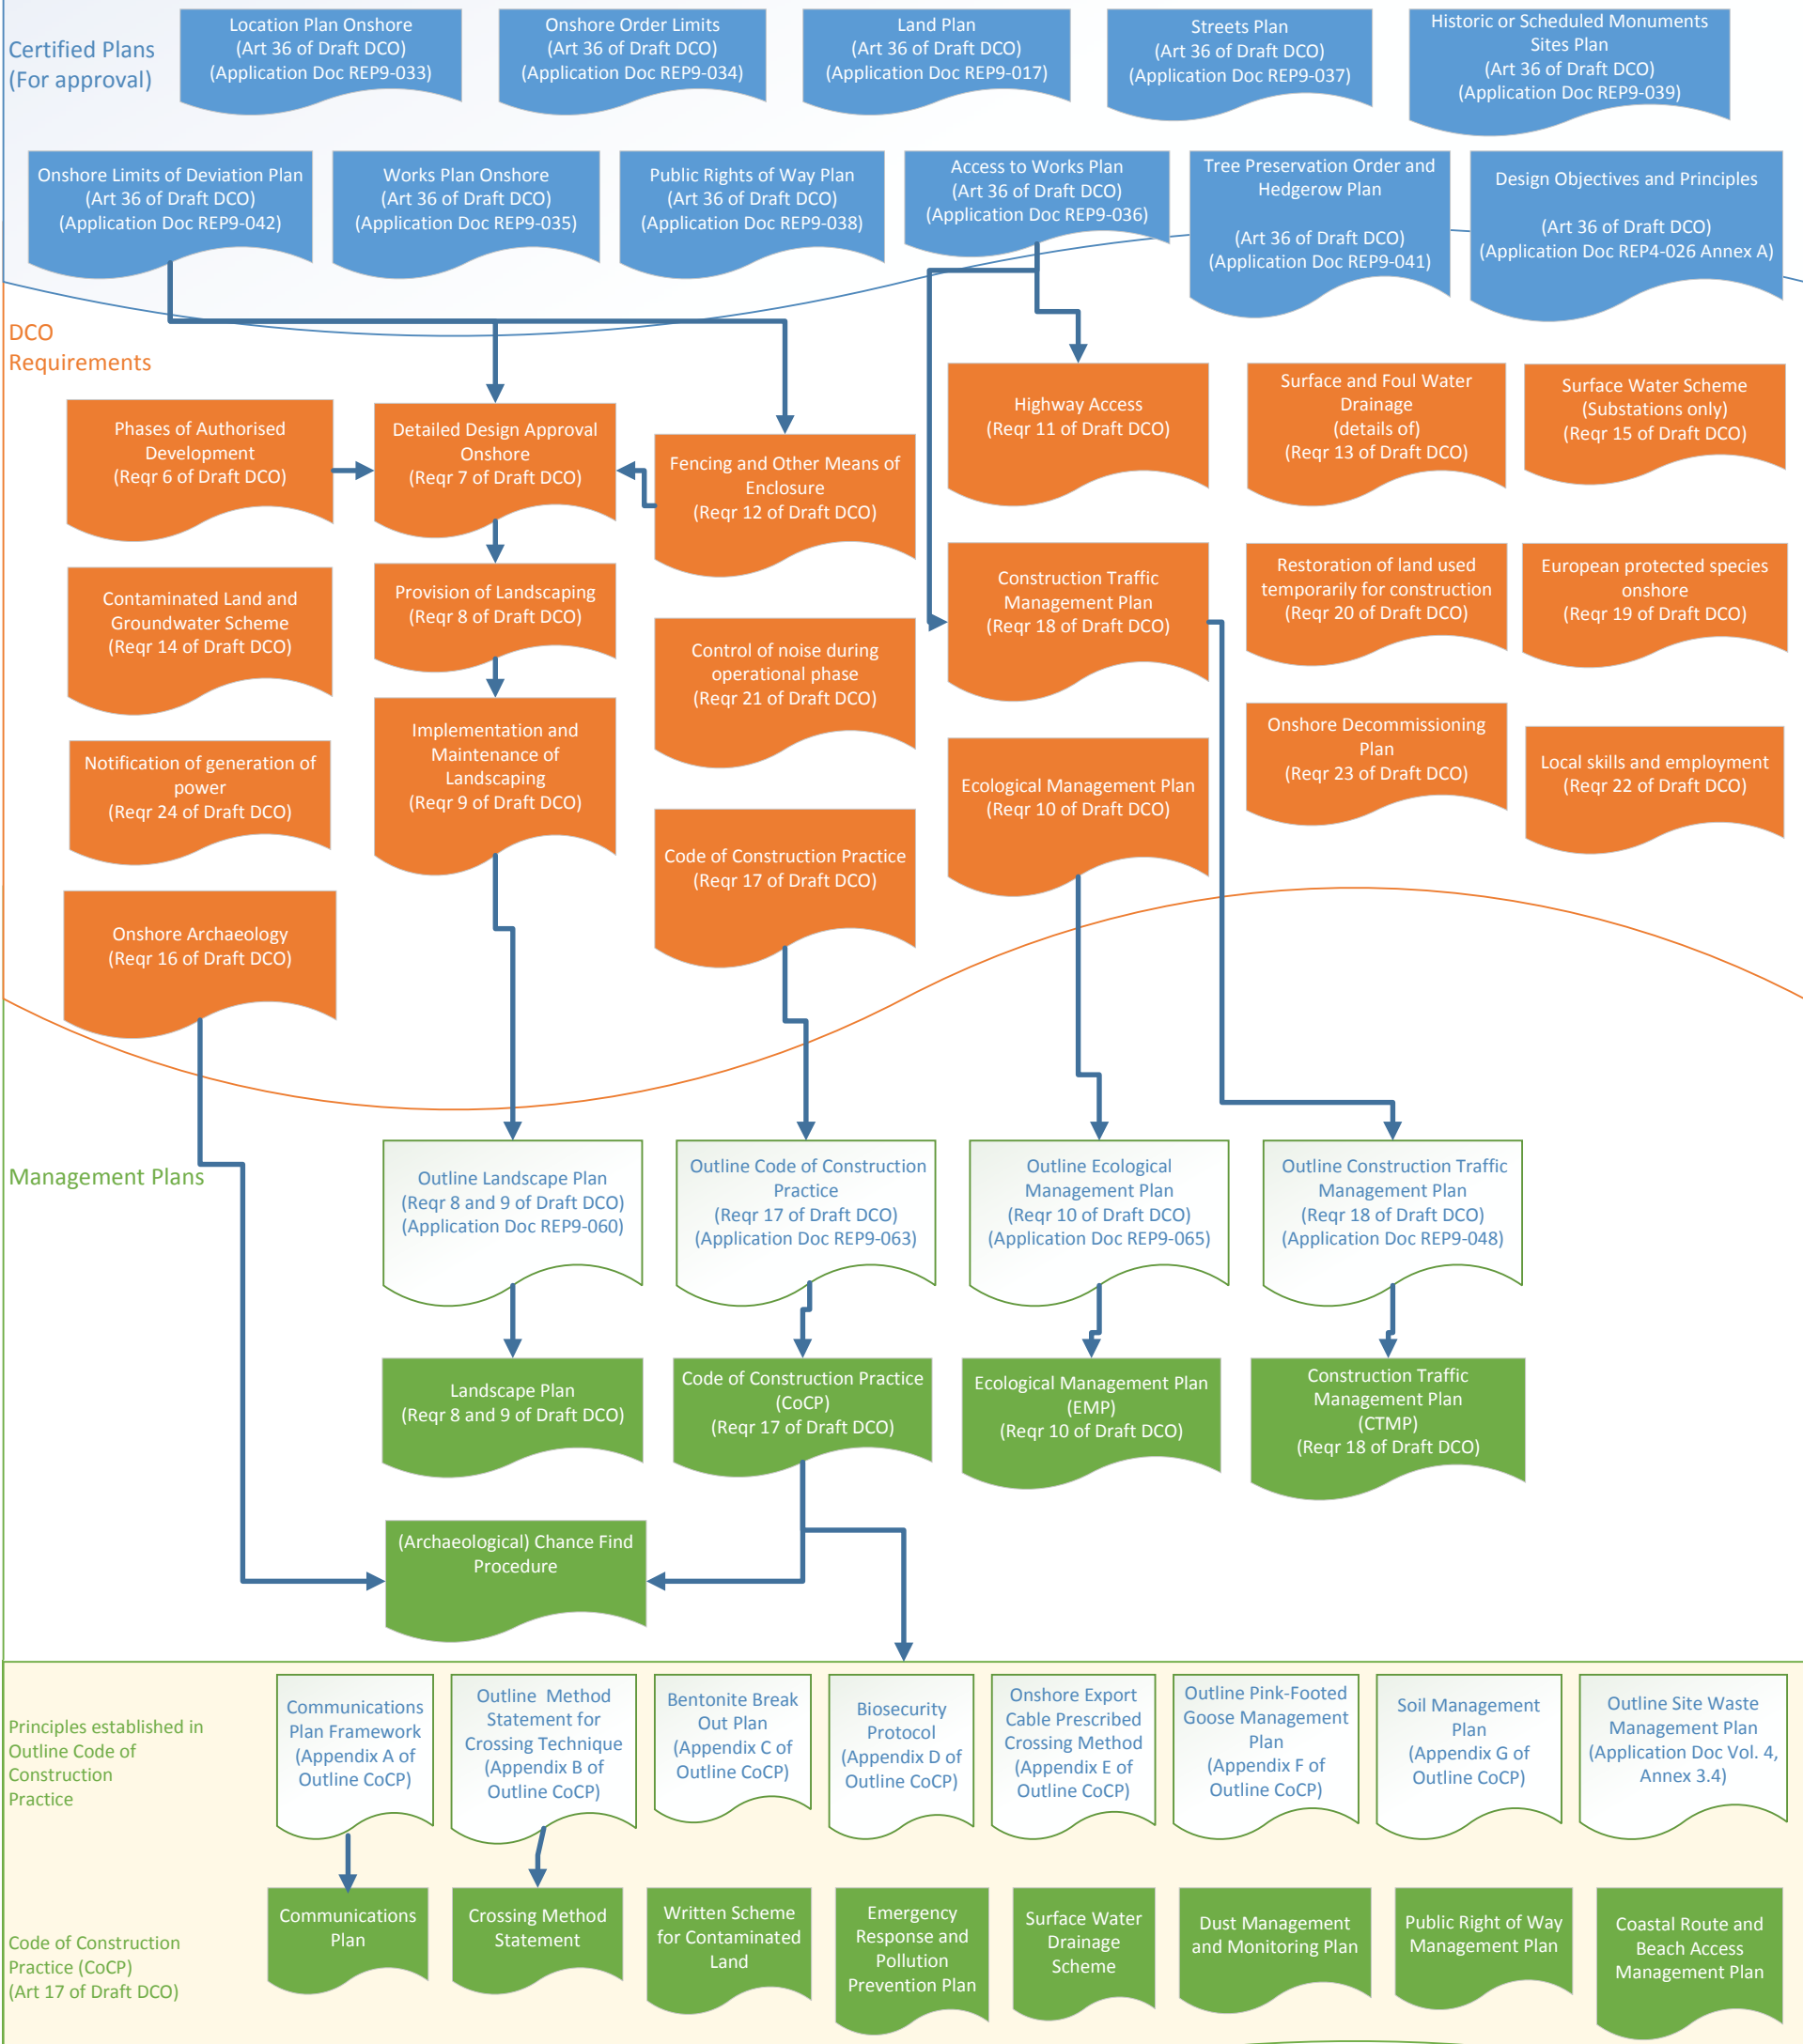 Certified Plans
(For approval)
Location Plan Onshore
(Art 36 of Draft DCO)
(Application Doc REP9-033)
Onshore Order Limits
(Art 36 of Draft DCO)
(Application Doc REP9-034)
Land Plan
(Art 36 of Draft DCO)
(Application Doc REP9-017)
Streets Plan
(Art 36 of Draft DCO)
(Application Doc REP9-037)
Historic or Scheduled Monuments
Sites Plan
(Art 36 of Draft DCO)
(Application Doc REP9-039)
Onshore Limits of Deviation Plan
(Art 36 of Draft DCO)
(Application Doc REP9-042)
Works Plan Onshore
(Art 36 of Draft DCO)
(Application Doc REP9-035)
Public Rights of Way Plan
(Art 36 of Draft DCO)
(Application Doc REP9-038)
Access to Works Plan
(Art 36 of Draft DCO)
(Application Doc REP9-036)
Tree Preservation Order and
Hedgerow Plan
(Art 36 of Draft DCO)
(Application Doc REP9-041)
Design Objectives and Principles
(Art 36 of Draft DCO)
(Application Doc REP4-026 Annex A)
DCO
Requirements
Phases of Authorised
Development
(Reqr 6 of Draft DCO)
Detailed Design Approval
Onshore
(Reqr 7 of Draft DCO)
Fencing and Other Means of
Enclosure
(Reqr 12 of Draft DCO)
Highway Access
(Reqr 11 of Draft DCO)
Surface and Foul Water
Drainage
(details of)
(Reqr 13 of Draft DCO)
Surface Water Scheme
(Substations only)
(Reqr 15 of Draft DCO)
Contaminated Land and
Groundwater Scheme
(Reqr 14 of Draft DCO)
Provision of Landscaping
(Reqr 8 of Draft DCO)
Control of noise during
operational phase
(Reqr 21 of Draft DCO)
Construction Traffic
Management Plan
(Reqr 18 of Draft DCO)
Restoration of land used
temporarily for construction
(Reqr 20 of Draft DCO)
European protected species
onshore
(Reqr 19 of Draft DCO)
Notification of generation of
power
(Reqr 24 of Draft DCO)
Implementation and
Maintenance of
Landscaping
(Reqr 9 of Draft DCO)
Code of Construction Practice
(Reqr 17 of Draft DCO)
Ecological Management Plan
(Reqr 10 of Draft DCO)
Onshore Decommissioning
Plan
(Reqr 23 of Draft DCO)
Local skills and employment
(Reqr 22 of Draft DCO)
Onshore Archaeology
(Reqr 16 of Draft DCO)
Management Plans
Outline Landscape Plan
(Reqr 8 and 9 of Draft DCO)
(Application Doc REP9-060)
Outline Code of Construction
Practice
(Reqr 17 of Draft DCO)
(Application Doc REP9-063)
Outline Ecological
Management Plan
(Reqr 10 of Draft DCO)
(Application Doc REP9-065)
Outline Construction Traffic
Management Plan
(Reqr 18 of Draft DCO)
(Application Doc REP9-048)
Landscape Plan
(Reqr 8 and 9 of Draft DCO)
Code of Construction Practice
(CoCP)
(Reqr 17 of Draft DCO)
Ecological Management Plan
(EMP)
(Reqr 10 of Draft DCO)
Construction Traffic
Management Plan
(CTMP)
(Reqr 18 of Draft DCO)
(Archaeological) Chance Find
Procedure
Principles established in
Outline Code of
Construction
Practice
Communications
Plan Framework
(Appendix A of
Outline CoCP)
Outline Method
Statement for
Crossing Technique
(Appendix B of
Outline CoCP)
Bentonite Break
Out Plan
(Appendix C of
Outline CoCP)
Biosecurity
Protocol
(Appendix D of
Outline CoCP)
Onshore Export
Cable Prescribed
Crossing Method
(Appendix E of
Outline CoCP)
Outline Pink-Footed
Goose Management
Plan
(Appendix F of
Outline CoCP)
Soil Management
Plan
(Appendix G of
Outline CoCP)
Outline Site Waste
Management Plan
(Application Doc Vol. 4,
Annex 3.4)
Code of Construction
Practice (CoCP)
(Art 17 of Draft DCO)
Communications
Plan
Crossing Method
Statement
Written Scheme
for Contaminated
Land
Emergency
Response and
Pollution
Prevention Plan
Surface Water
Drainage
Scheme
Dust Management
and Monitoring Plan
Public Right of Way
Management Plan
Coastal Route and
Beach Access
Management Plan